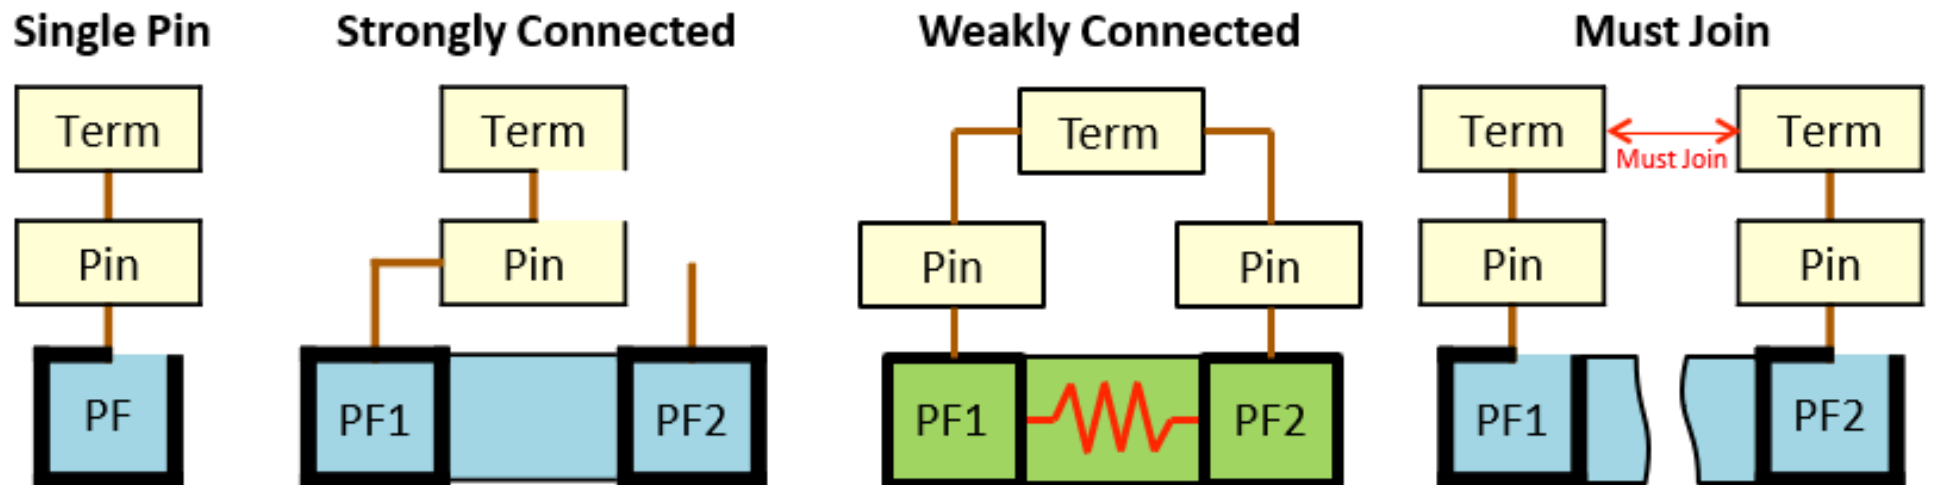 Single Pin
Strongly Connected
Weakly Connected
Must Join
Term
Term
Term
Term
Must Join
Term
Pin
Pin
Pin
Pin
Pin
Pin
PF
PF1
PF2
PF1
PF2
PF1
PF2